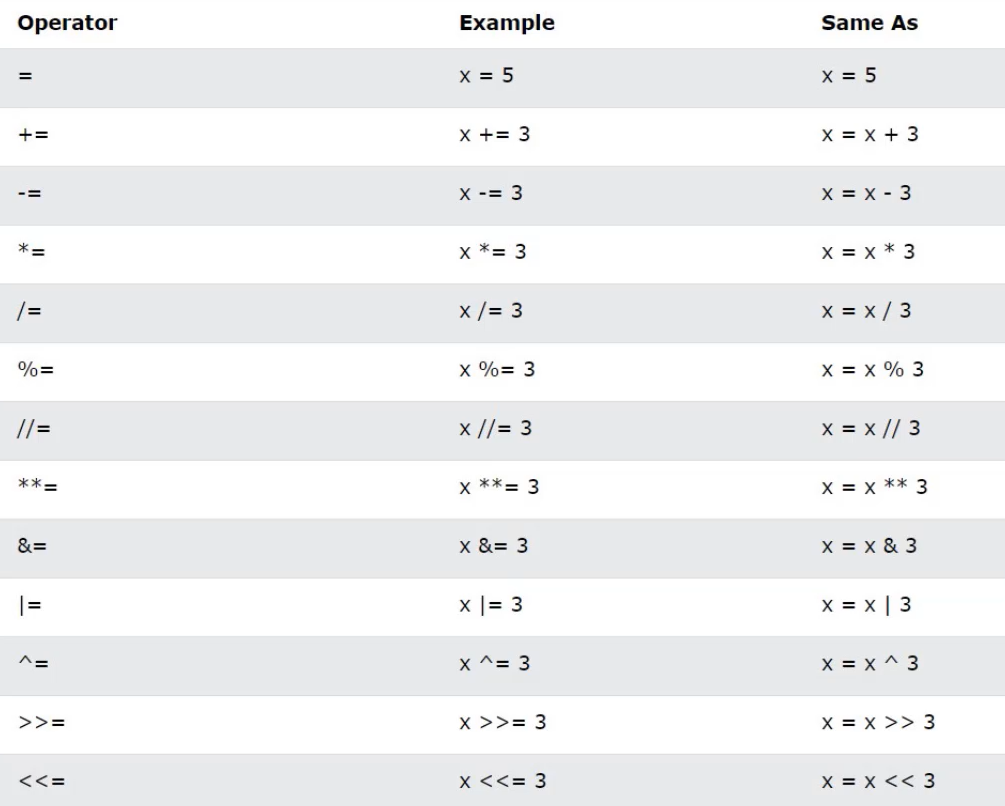 Operator Example Same As
= x = 5 x = 5
+= x += 3 x = x + 3
-= x -= 3 x = x - 3
*= x *= 3 x = x * 3
/= x /= 3 x = x / 3
%= x %= 3 x = x % 3
//= x //= 3 x = x // 3
**= x **= 3 x = x ** 3
&= x &= 3 x = x & 3
|= x |= 3 x = x | 3
^= x ^= 3 x = x ^ 3
>>= x >>= 3 x = x >> 3
<<= x <<= 3 x = x << 3